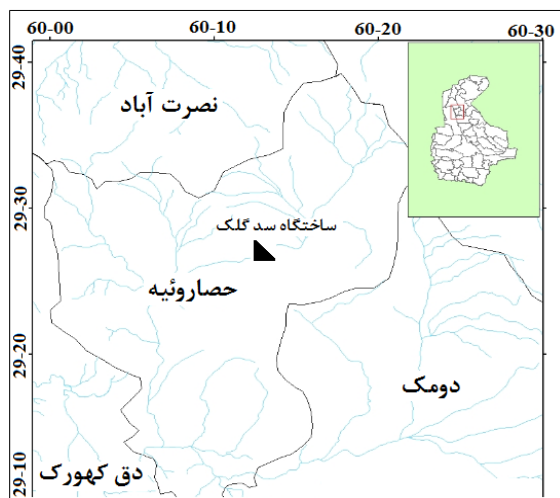 60-00 60-10 60-20 60-30
29-40
نصرت آباد
29-30
ساختگاه سد گلک
حصاروئیه
29-20
دومک
29-10
دق کهورک